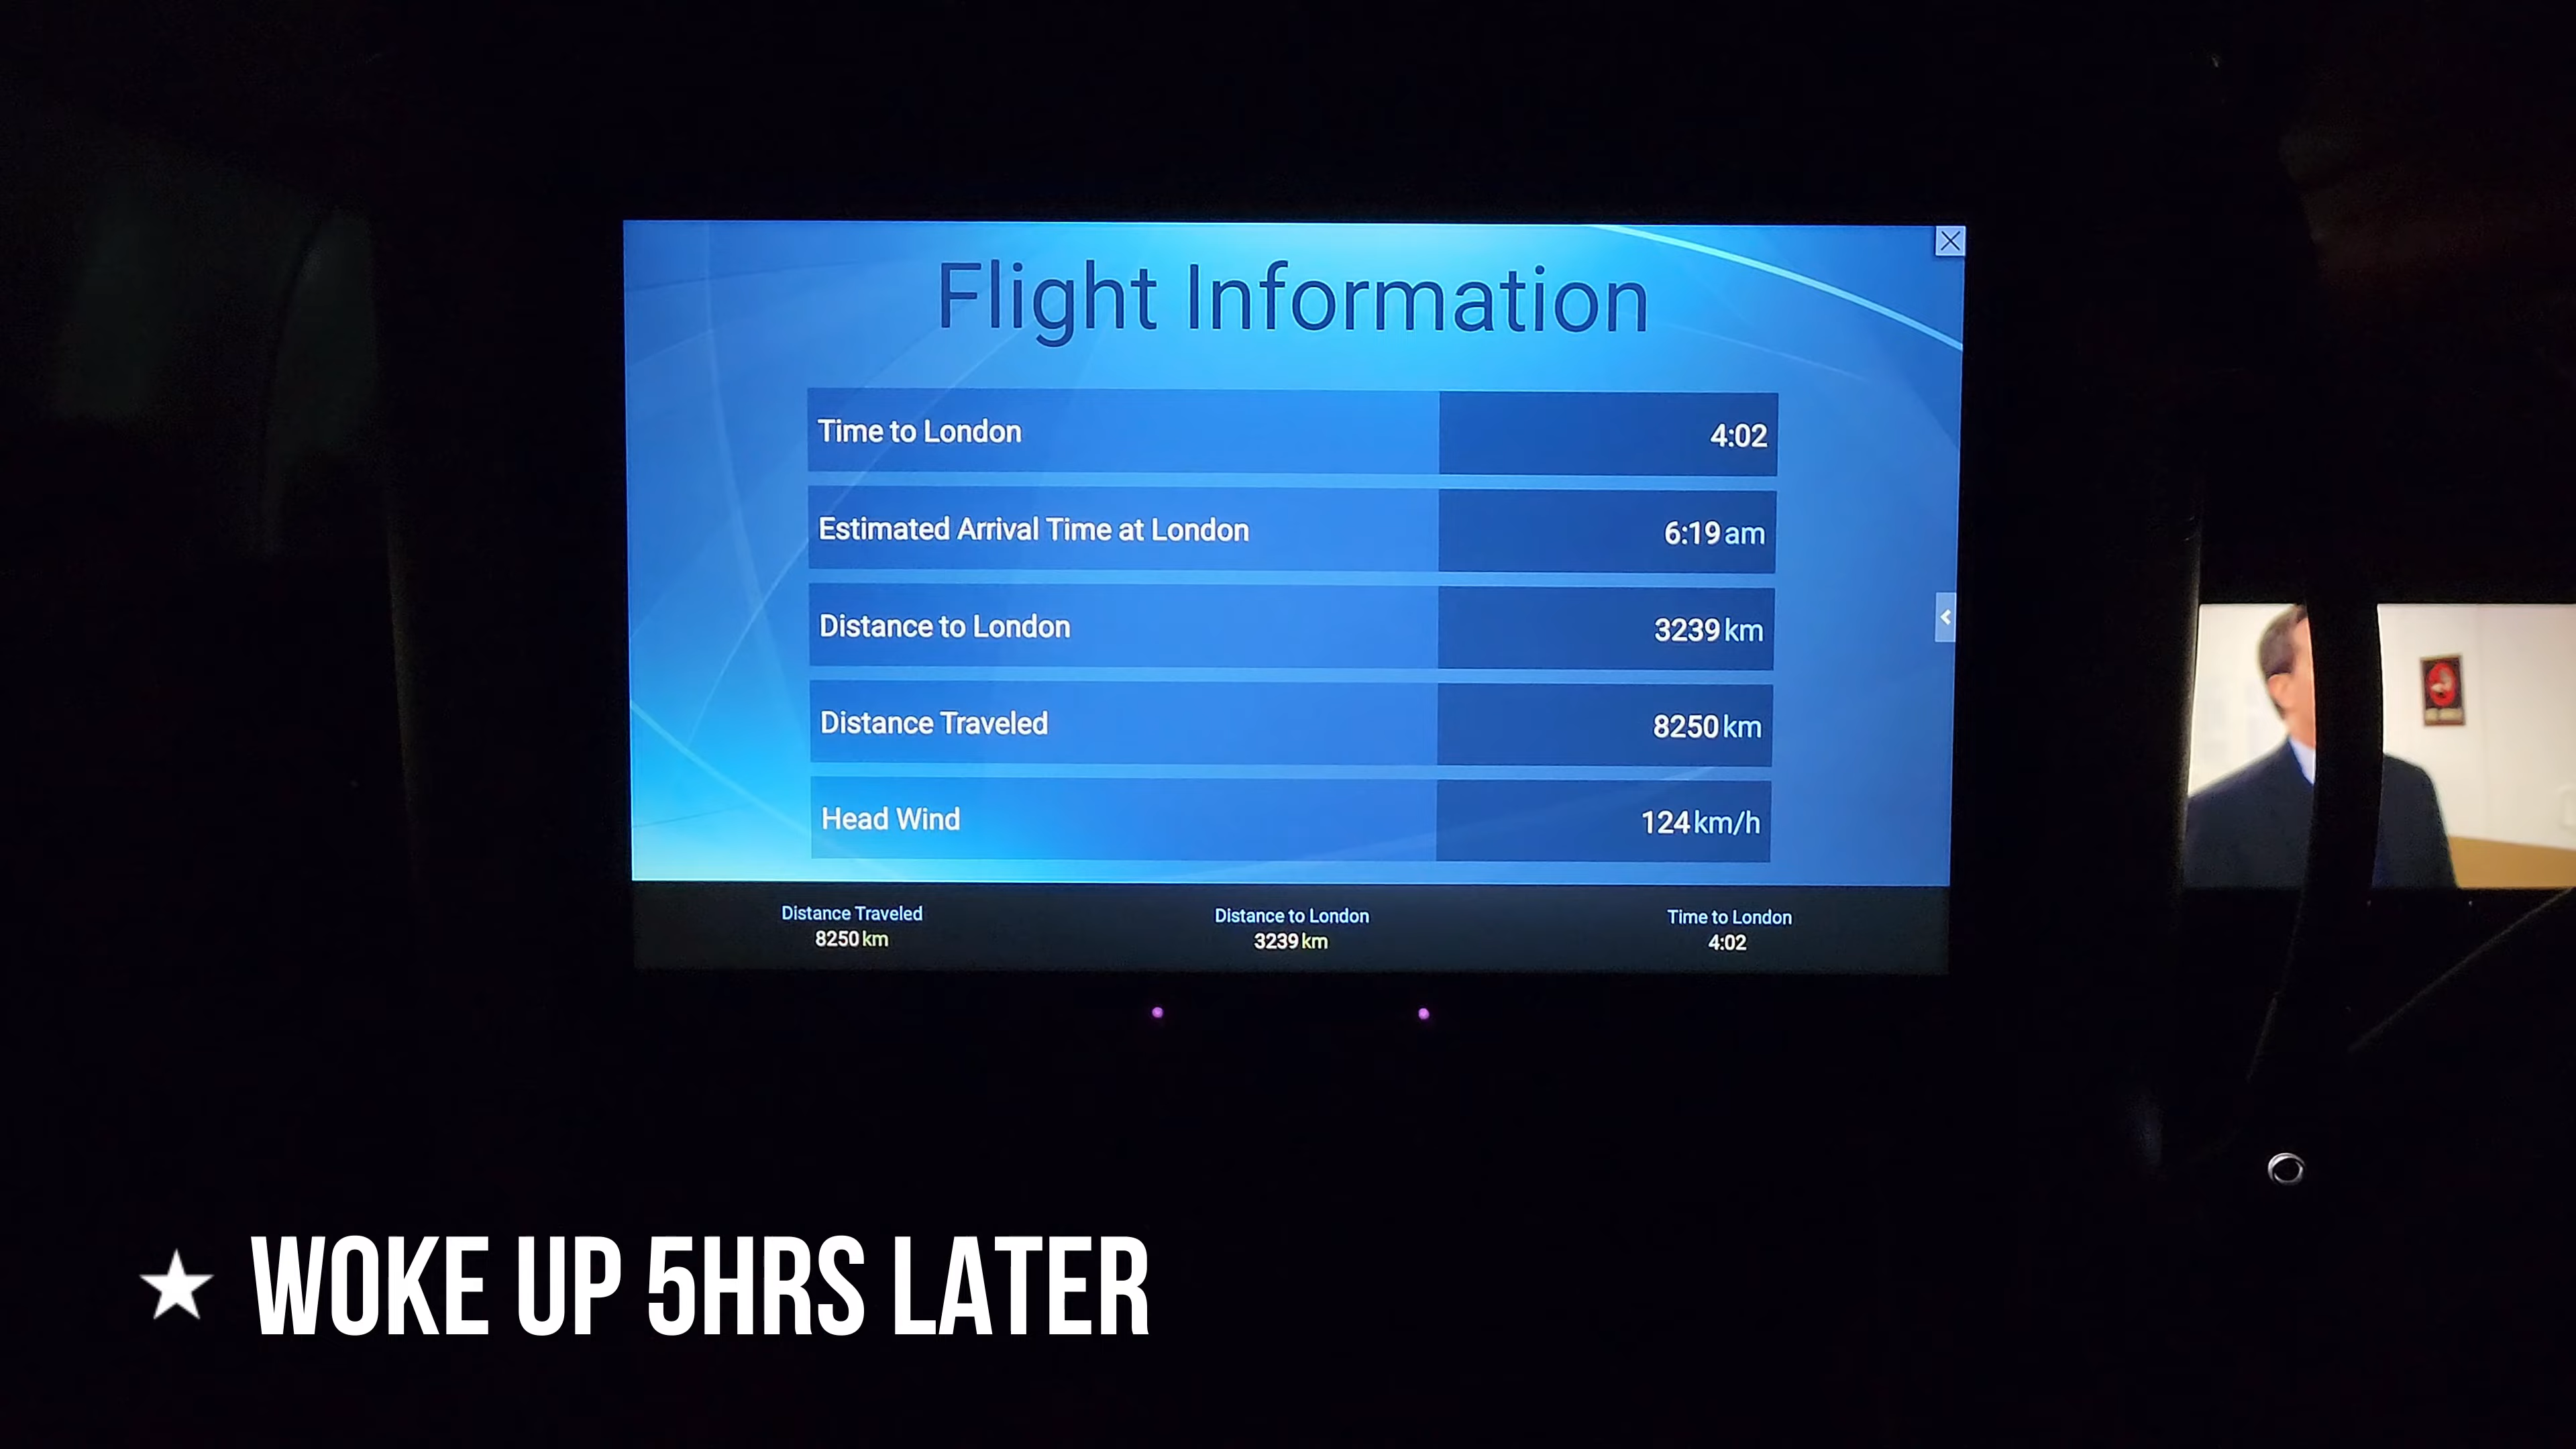 Flight Information
Time to London 4:02
Estimated Arrival Time at London 6:19 am
Distance to London 3239 km
Distance Traveled 8250 km
Head Wind 124 km/h
Distance Traveled Distance to London Time to London
8250 km 3239 km 4:02
★ WOKE UP 5HRS LATER